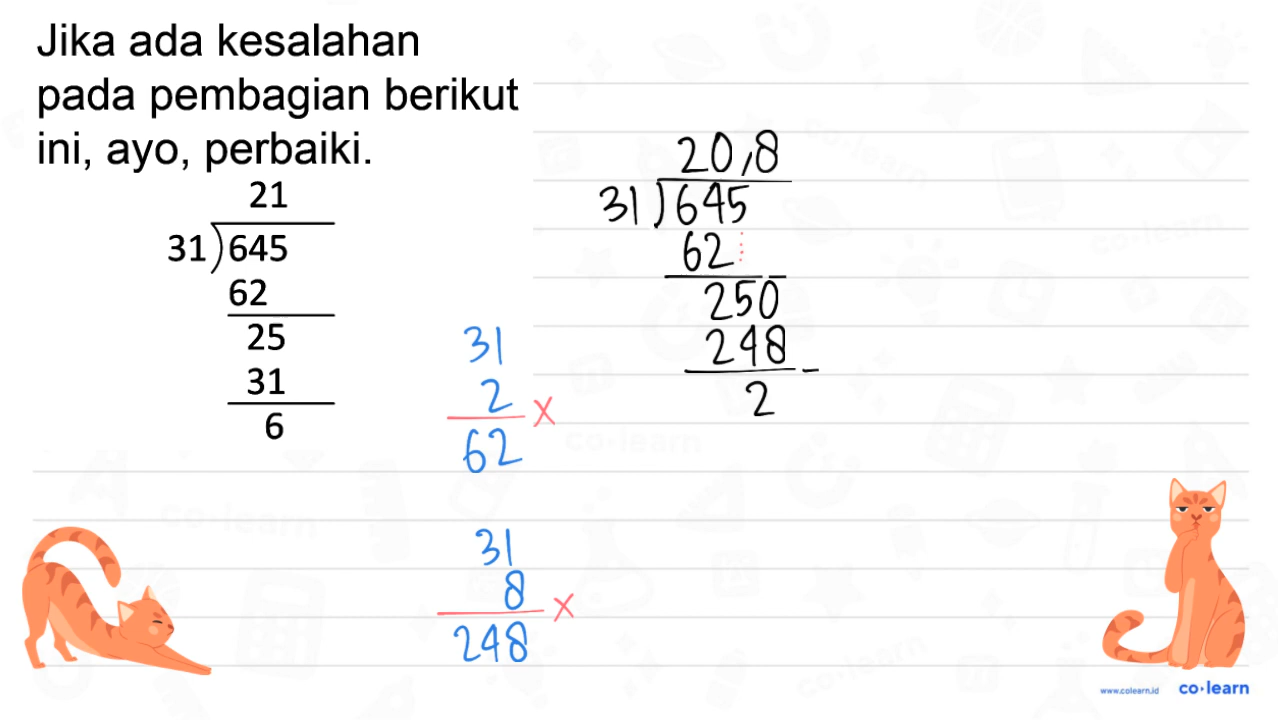 Jika ada kesalahan
pada pembagian berikut
ini, ayo, perbaiki.
21
31)645
62
25
31
6
31
2 x
62
31
8 x
248
20,8
31)645
62 -
250
248 -
2
www.colearn.id co·learn